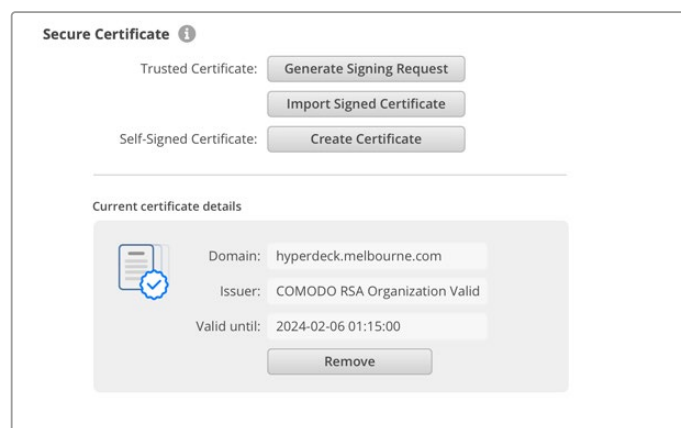 Secure Certificate
Trusted Certificate: Generate Signing Request
Import Signed Certificate
Self-Signed Certificate: Create Certificate
Current certificate details
Domain: hyperdeck.melbourne.com
Issuer: COMODO RSA Organization Valid
Valid until: 2024-02-06 01:15:00
Remove